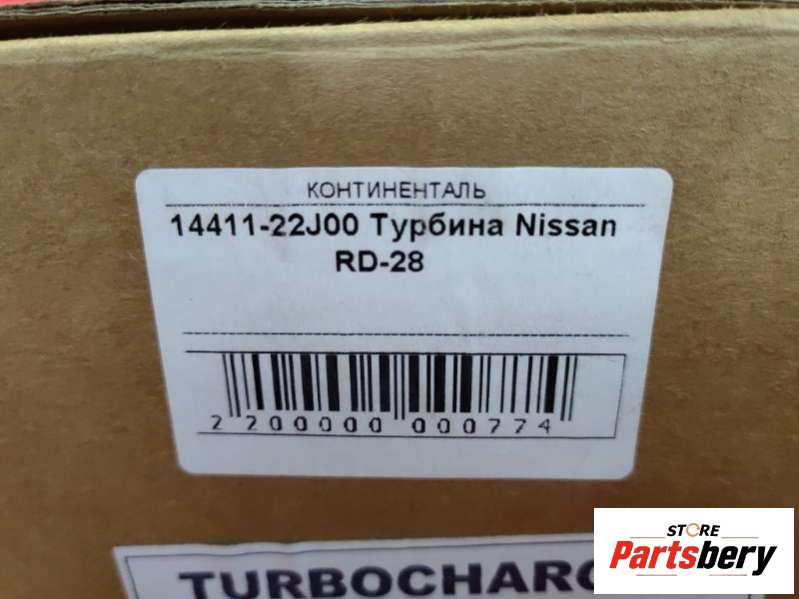 КОНТИНЕНТАЛЬ
14411-22J00 Турбина Nissan
RD-28
2 200000 000774
STORE
Partsbery